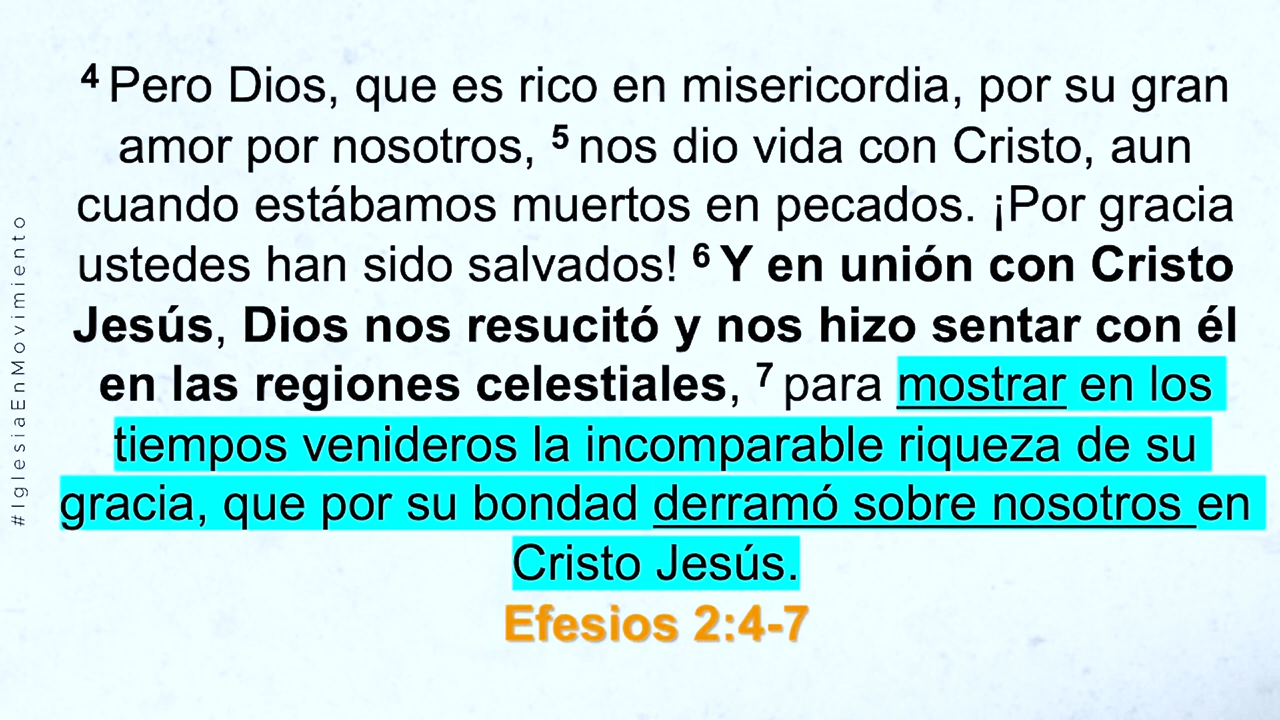 ⁴ Pero Dios, que es rico en misericordia, por su gran
amor por nosotros, ⁵ nos dio vida con Cristo, aun
cuando estábamos muertos en pecados. ¡Por gracia
ustedes han sido salvados! ⁶ Y en unión con Cristo
Jesús, Dios nos resucitó y nos hizo sentar con él
en las regiones celestiales, ⁷ para mostrar en los
tiempos venideros la incomparable riqueza de su
gracia, que por su bondad derramó sobre nosotros en
Cristo Jesús.
Efesios 2:4-7
#IglesiaEnMovimiento